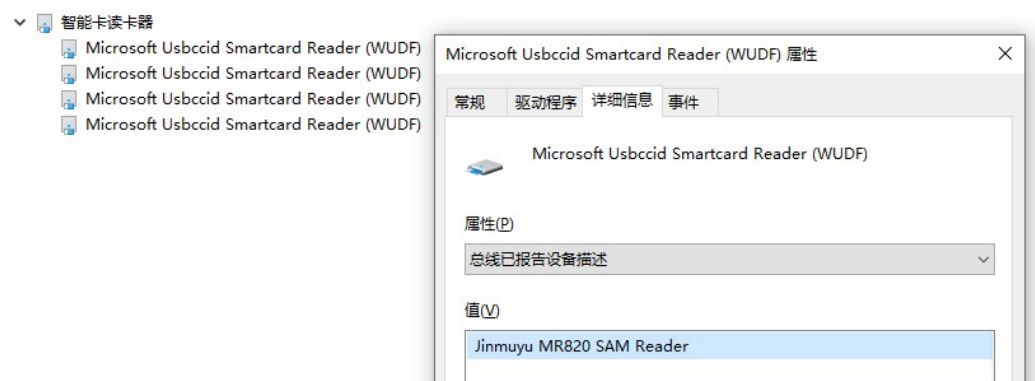 智能卡读卡器
Microsoft Usbccid Smartcard Reader (WUDF)
Microsoft Usbccid Smartcard Reader (WUDF)
Microsoft Usbccid Smartcard Reader (WUDF)
Microsoft Usbccid Smartcard Reader (WUDF)
Microsoft Usbccid Smartcard Reader (WUDF) 属性
常规 驱动程序 详细信息 事件
Microsoft Usbccid Smartcard Reader (WUDF)
属性(P)
总线已报告设备描述
值(V)
Jinmuyu MR820 SAM Reader